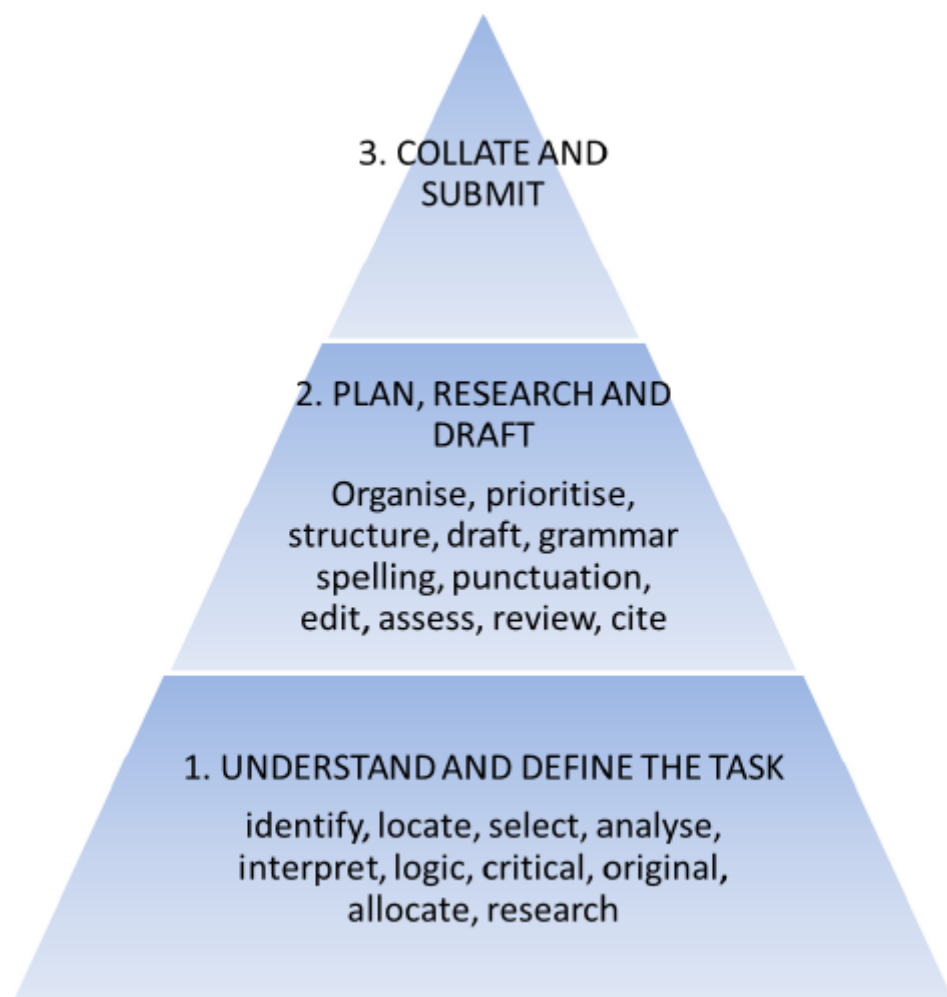 3. COLLATE AND
SUBMIT
2. PLAN, RESEARCH AND
DRAFT
Organise, prioritise,
structure, draft, grammar
spelling, punctuation,
edit, assess, review, cite
1. UNDERSTAND AND DEFINE THE TASK
identify, locate, select, analyse,
interpret, logic, critical, original,
allocate, research